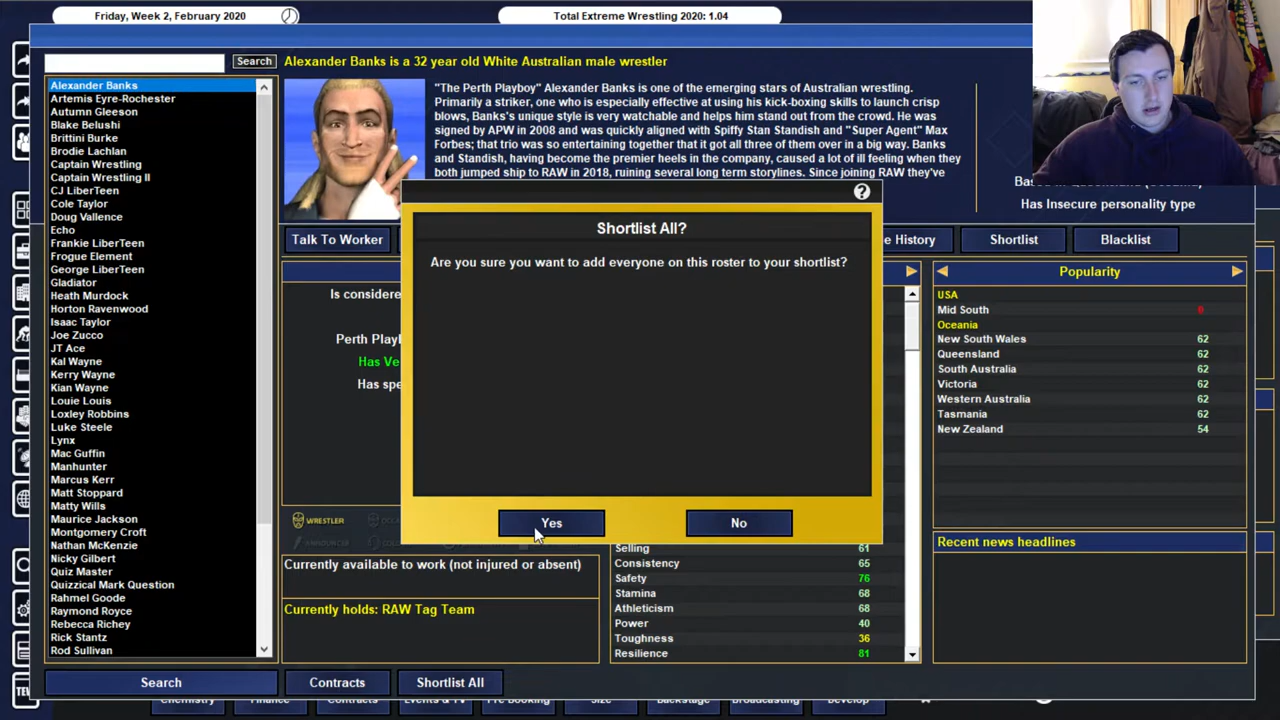 Friday, Week 2, February 2020
Total Extreme Wrestling 2020: 1.04
Search
Alexander Banks is a 32 year old White Australian male wrestler
Alexander Banks
Artemis Eyre-Rochester
Autumn Gleeson
Blake Belushi
Brittini Burke
Brodie Lachlan
Captain Wrestling
Captain Wrestling II
CJ LiberTeen
Cole Taylor
Doug Vallence
Echo
Frankie LiberTeen
Frogue Element
George LiberTeen
Gladiator
Heath Murdock
Horton Ravenwood
Isaac Taylor
Joe Zucco
JT Ace
Kal Wayne
Kerry Wayne
Kian Wayne
Louie Louis
Loxley Robbins
Luke Steele
Lynx
Mac Guffin
Manhunter
Marcus Kerr
Matt Stoppard
Matty Wills
Maurice Jackson
Montgomery Croft
Nathan McKenzie
Nicky Gilbert
Quiz Master
Quizzical Mark Question
Rahmel Goode
Raymond Royce
Rebecca Richey
Rick Stantz
Rod Sullivan
"The Perth Playboy" Alexander Banks is one of the emerging stars of Australian wrestling.
Primarily a striker, one who is especially effective at using his kick-boxing skills to launch crisp
blows, Banks's unique style is very watchable and helps him stand out from the crowd. He was
signed by APW in 2008 and was quickly aligned with Spiffy Stan Standish and "Super Agent" Max
Forbes; that trio was so entertaining together that it got all three of them over in a big way. Banks
and Standish, having become the premier heels in the company, caused a lot of ill feeling when they
both jumped ship to RAW in 2018, ruining several long term storylines. Since joining RAW they've
Has Insecure personality type
Talk To Worker
e History
Shortlist
Blacklist
?
Shortlist All?
Are you sure you want to add everyone on this roster to your shortlist?
Yes
No
Is considere
Perth Playb
Has Ve
Has spe
WRESTLER
Currently available to work (not injured or absent)
Currently holds: RAW Tag Team
Selling 61
Consistency 65
Safety 76
Stamina 68
Athleticism 68
Power 40
Toughness 36
Resilience 81
Popularity
USA
Mid South 0
Oceania
New South Wales 62
Queensland 62
South Australia 62
Victoria 62
Western Australia 62
Tasmania 62
New Zealand 54
Recent news headlines
Search
Contracts
Shortlist All
Chemistry
Finance
Contracts
Events & TV
Pre Booking
Size
Backstage
Broadcasting
Develop